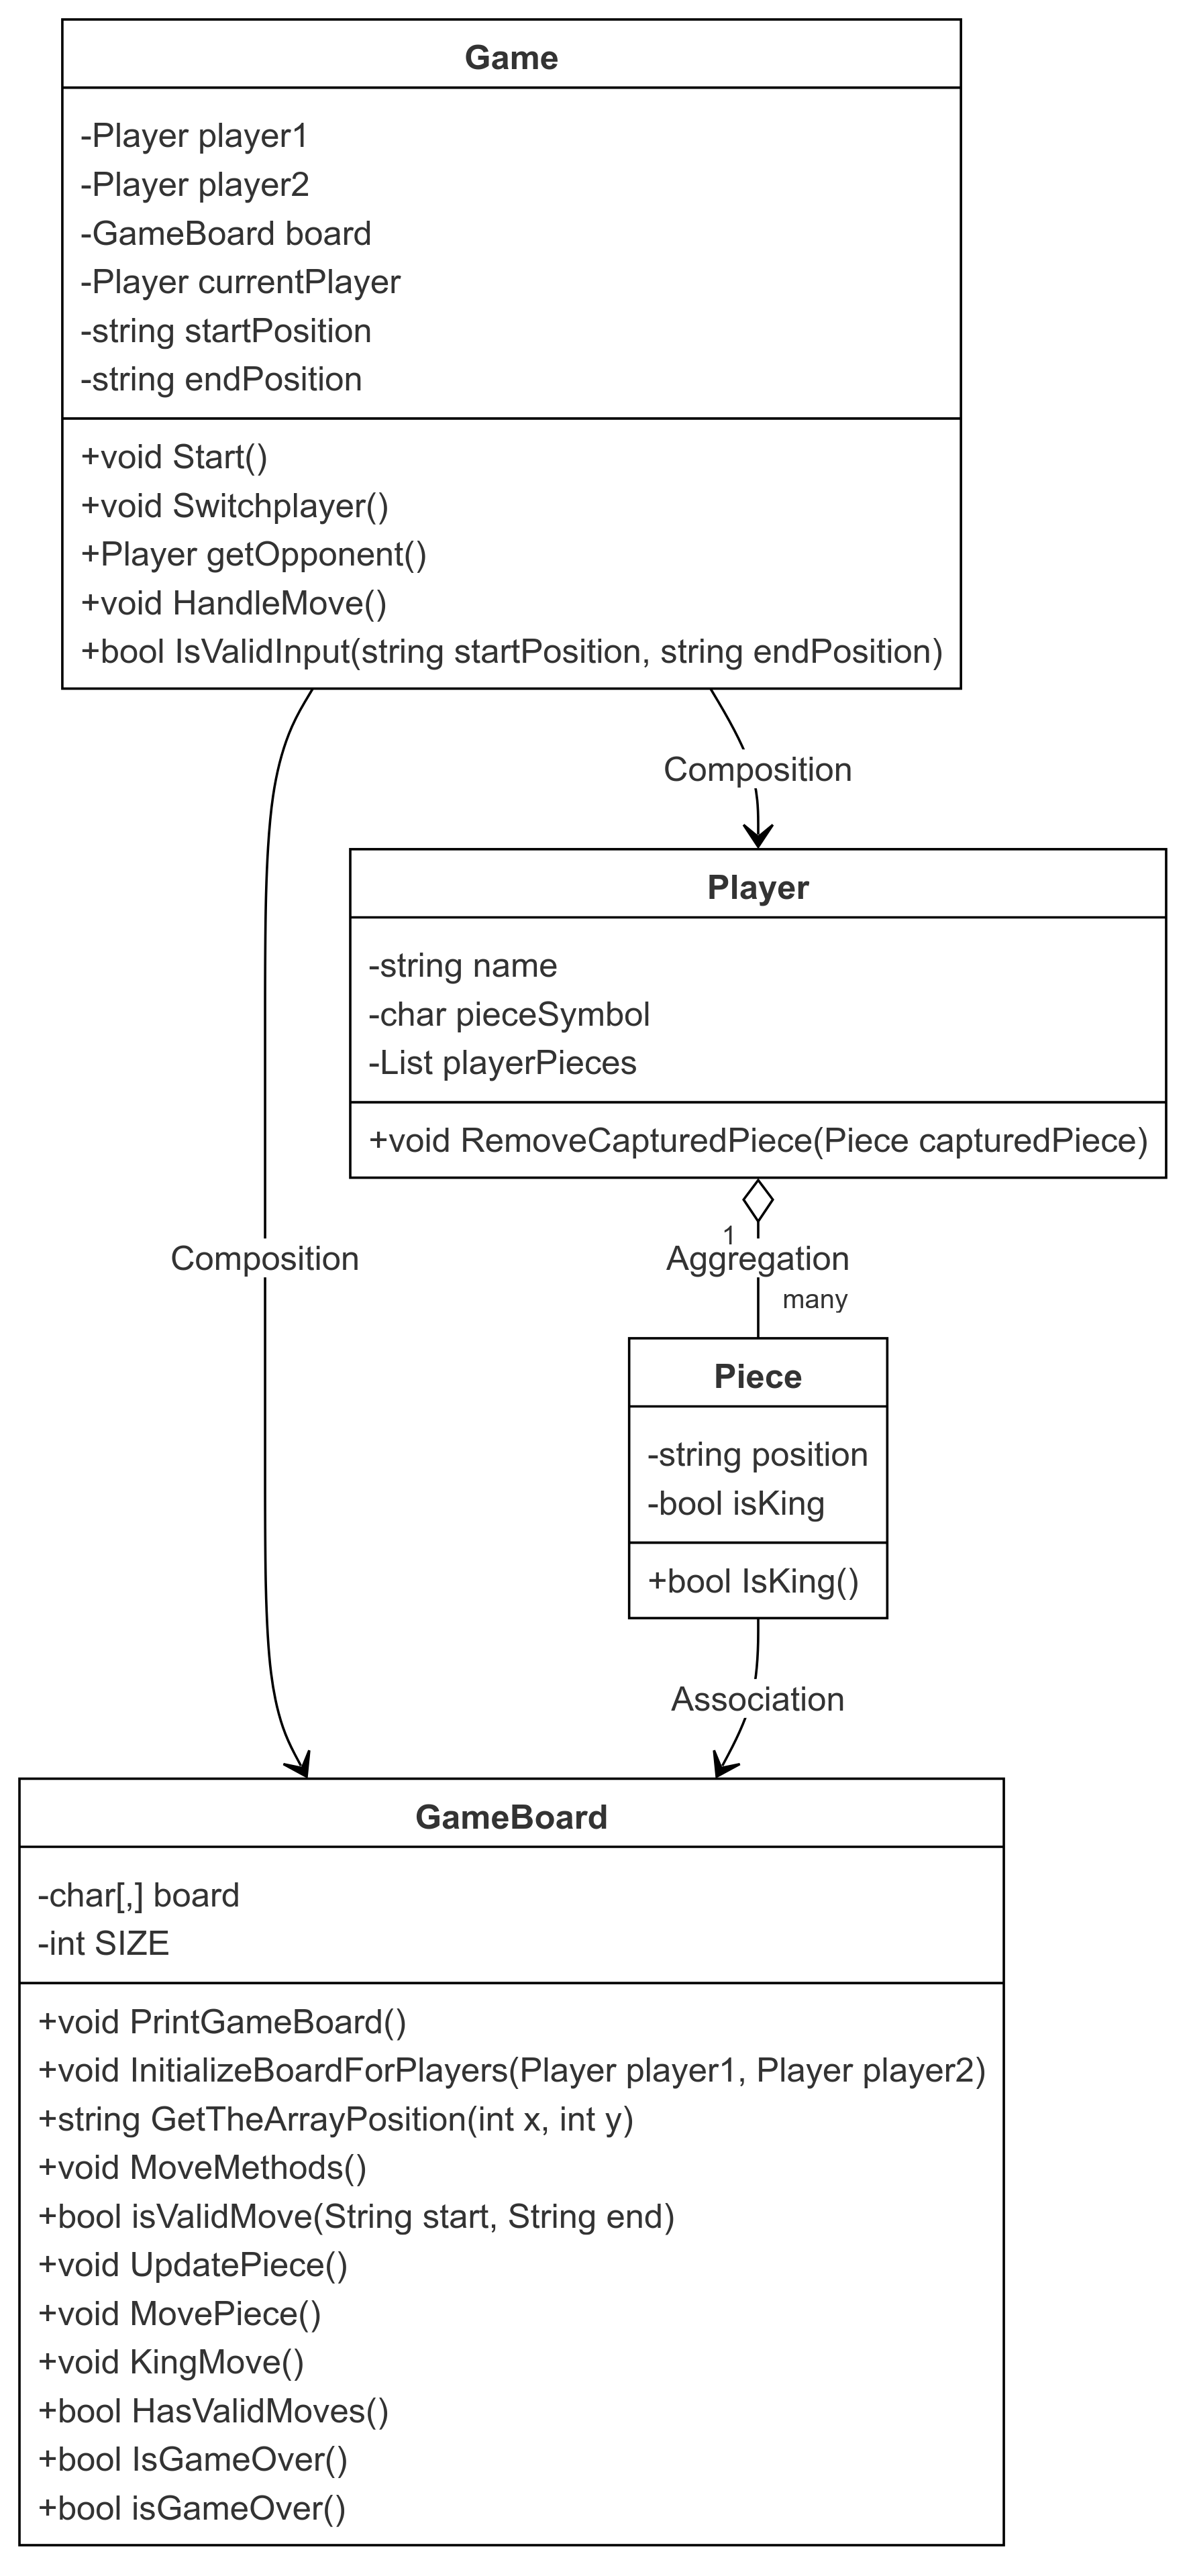 Game
-Player player1
-Player player2
-GameBoard board
-Player currentPlayer
-string startPosition
-string endPosition
+void Start()
+void Switchplayer()
+Player getOpponent()
+void HandleMove()
+bool IsValidInput(string startPosition, string endPosition)
Composition
Player
-string name
-char pieceSymbol
-List playerPieces
+void RemoveCapturedPiece(Piece capturedPiece)
1
Composition
Aggregation
many
Piece
-string position
-bool isKing
+bool IsKing()
Association
GameBoard
-char[,] board
-int SIZE
+void PrintGameBoard()
+void InitializeBoardForPlayers(Player player1, Player player2)
+string GetTheArrayPosition(int x, int y)
+void MoveMethods()
+bool isValidMove(String start, String end)
+void UpdatePiece()
+void MovePiece()
+void KingMove()
+bool HasValidMoves()
+bool IsGameOver()
+bool isGameOver()